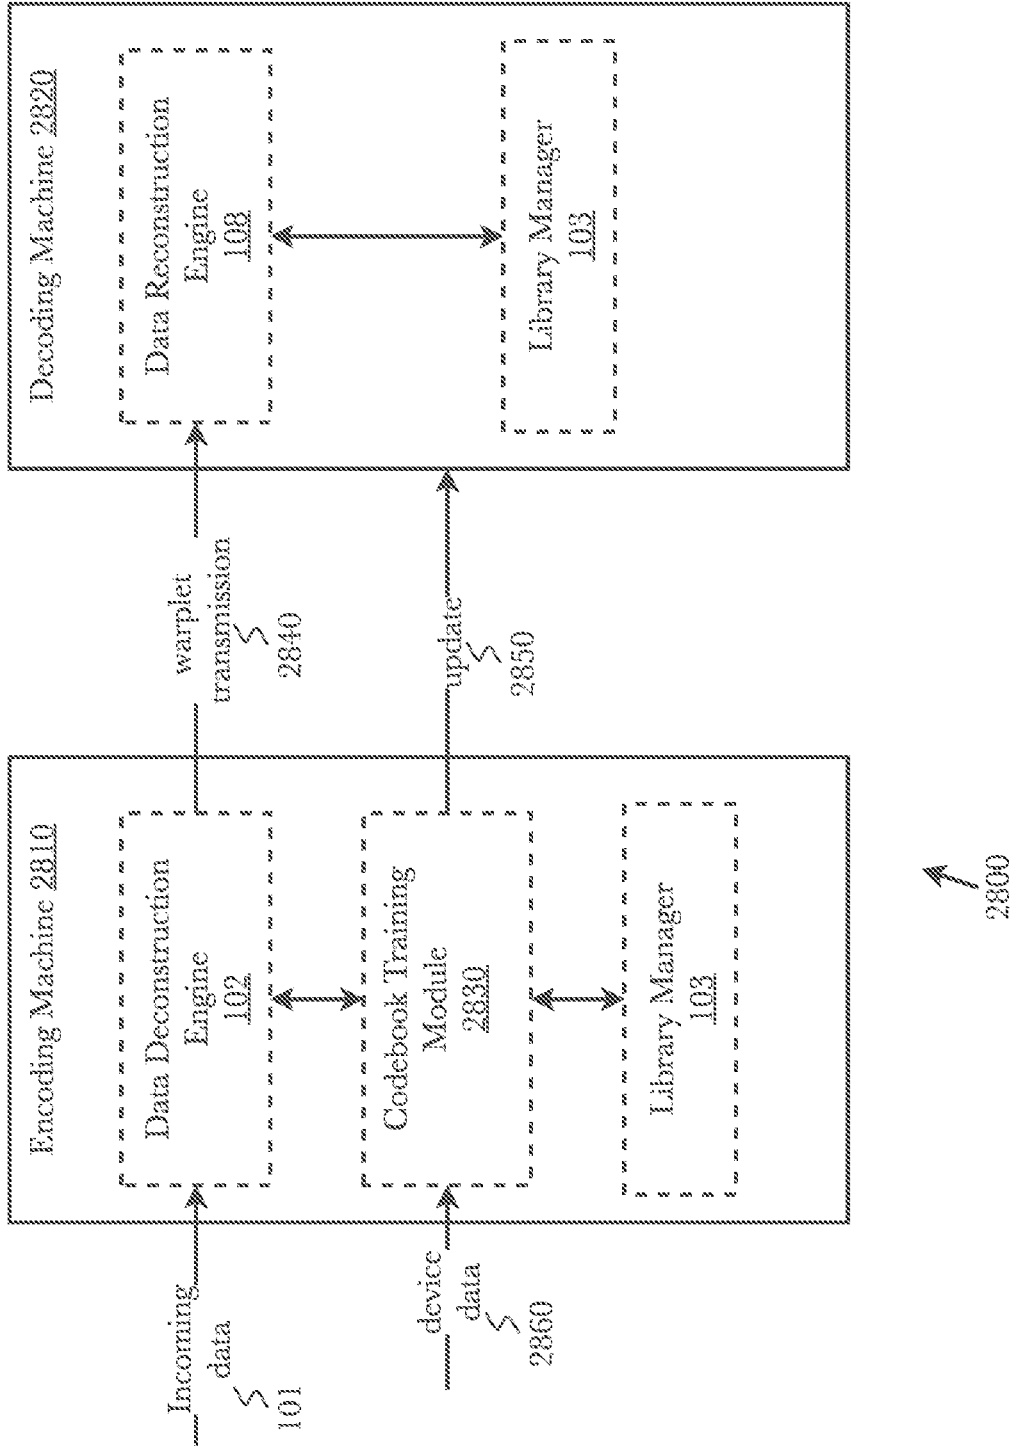 Encoding Machine 2810
Incoming
data
101
Data Deconstruction
Engine
102
device
data
2860
Codebook Training
Module
2830
Library Manager
103
warplet
transmission
2840
update
2850
Decoding Machine 2820
Data Reconstruction
Engine
108
Library Manager
103
2800